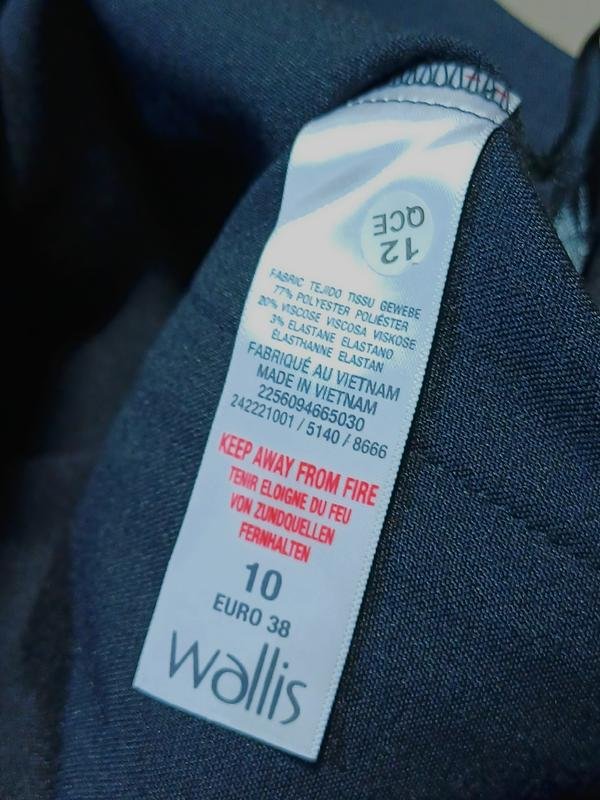 12
QCE
FABRIC TEJIDO TISSU GEWEBE
77% POLYESTER POLIÉSTER
20% VISCOSE VISCOSA VISKOSE
3% ELASTANE ELASTANO
ÉLASTHANNE ELASTAN
FABRIQUÉ AU VIETNAM
MADE IN VIETNAM
2256094665030
242221001 / 5140 / 8666
KEEP AWAY FROM FIRE
TENIR ELOIGNE DU FEU
VON ZUNDQUELLEN
FERNHALTEN
10
EURO 38
wallis